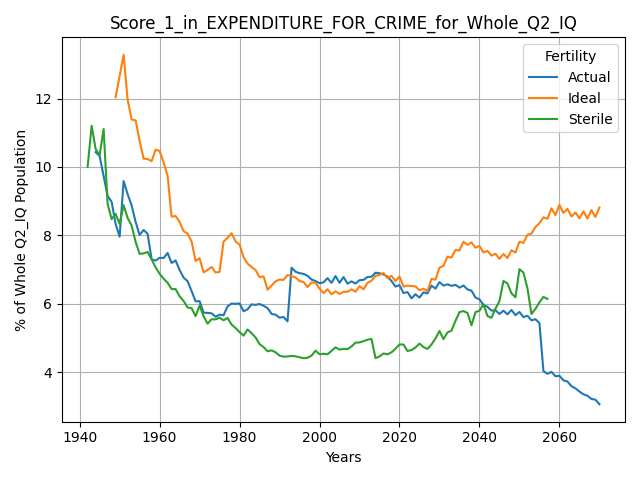 Score_1_in_EXPENDITURE_FOR_CRIME_for_Whole_Q2_IQ
Fertility
Actual
Ideal
Sterile
% of Whole Q2_IQ Population
12
10
8
6
4
1940 1960 1980 2000 2020 2040 2060
Years